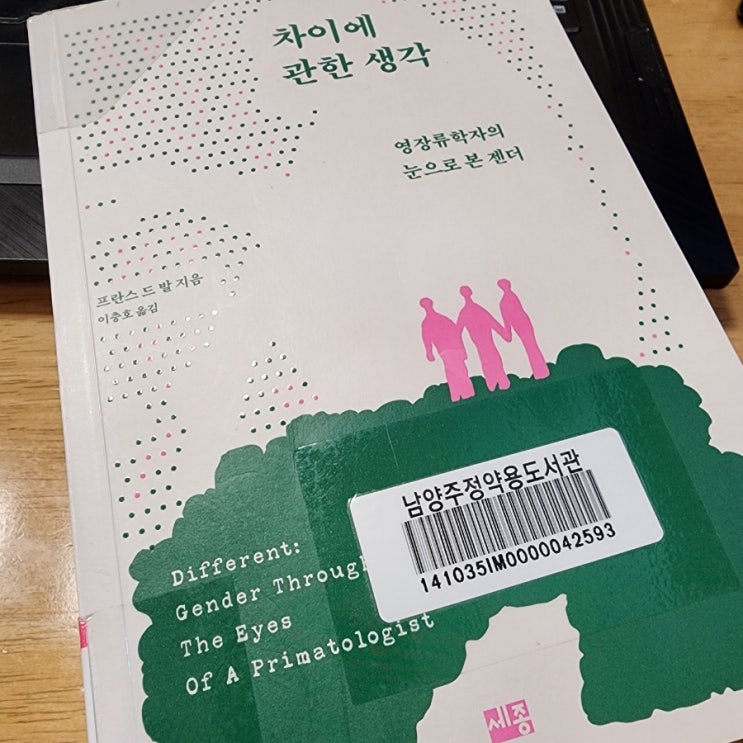 차이에
관한 생각
영장류학자의
눈으로 본 젠더
프란스 드 발 지음
이충호 옮김
남양주정약용도서관
141035IM0000042593
Different:
Gender Through
The Eyes
Of A Primatologist
세종